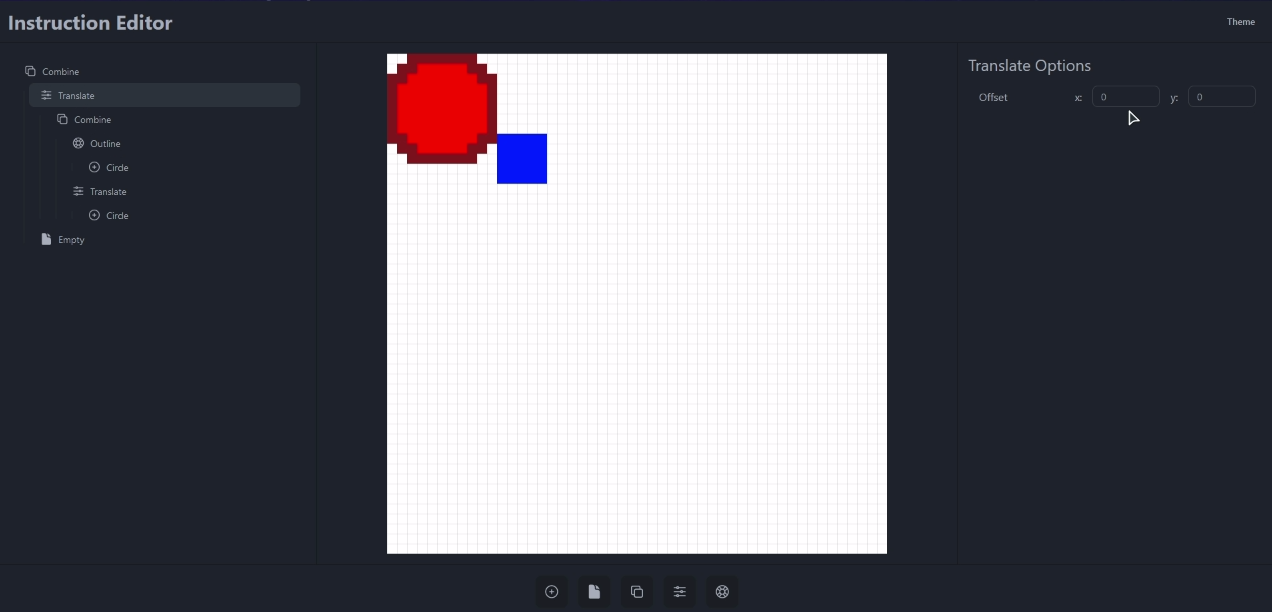 Instruction Editor
Theme
Combine
Translate
Combine
Outline
Circle
Translate
Circle
Empty
Translate Options
Offset x: 0 y: 0